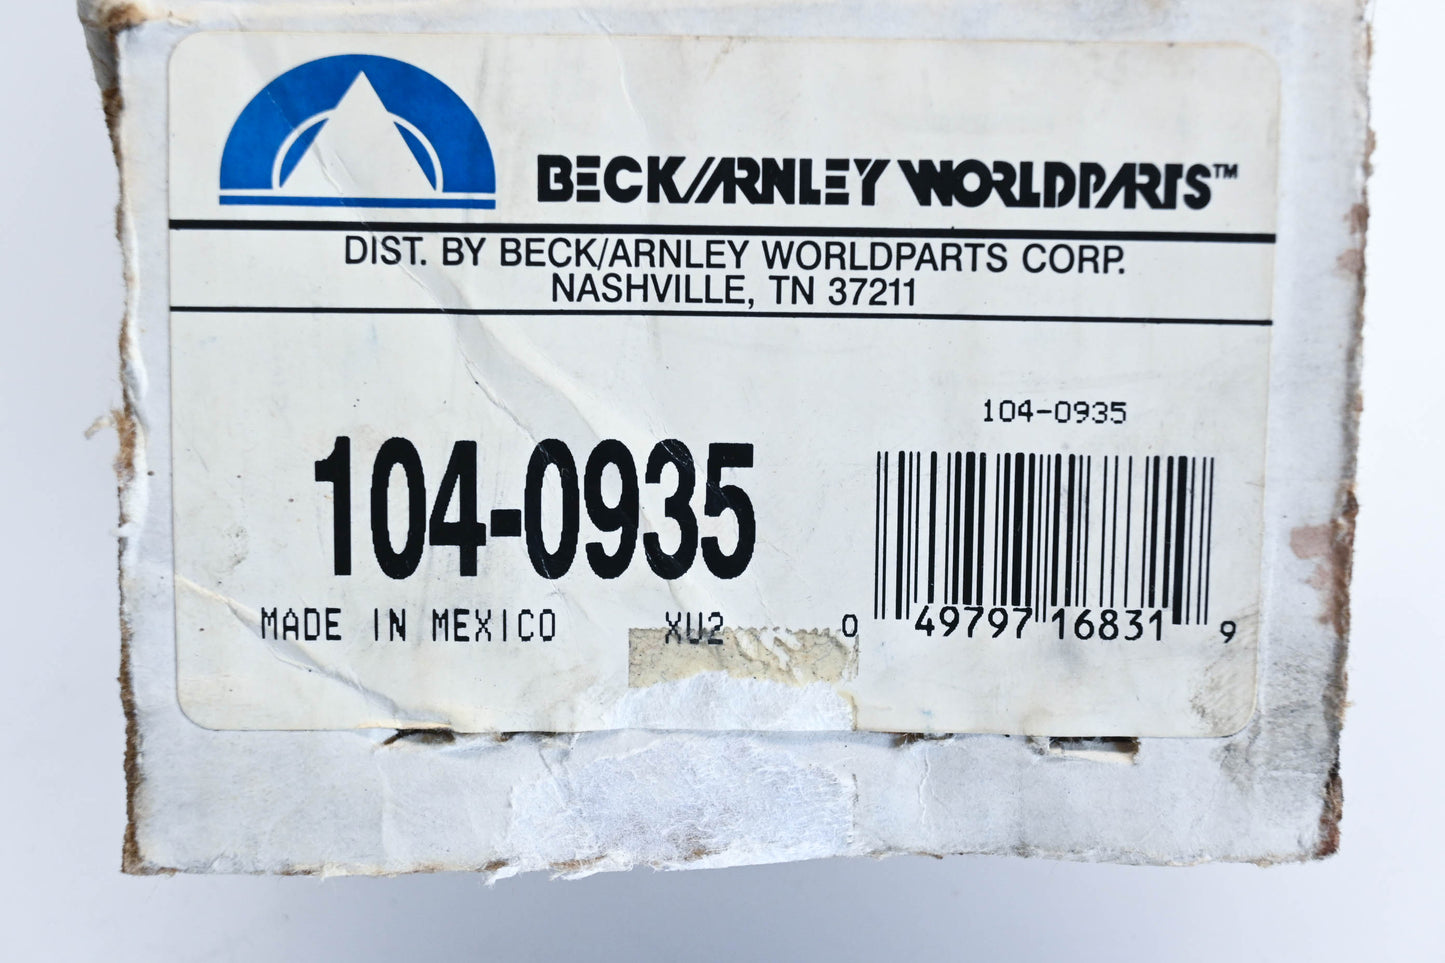 BECK/ARNLEY WORLDPARTS™
DIST. BY BECK/ARNLEY WORLDPARTS CORP.
NASHVILLE, TN 37211
104-0935
104-0935
MADE IN MEXICO XU2
0 49797 16831 9